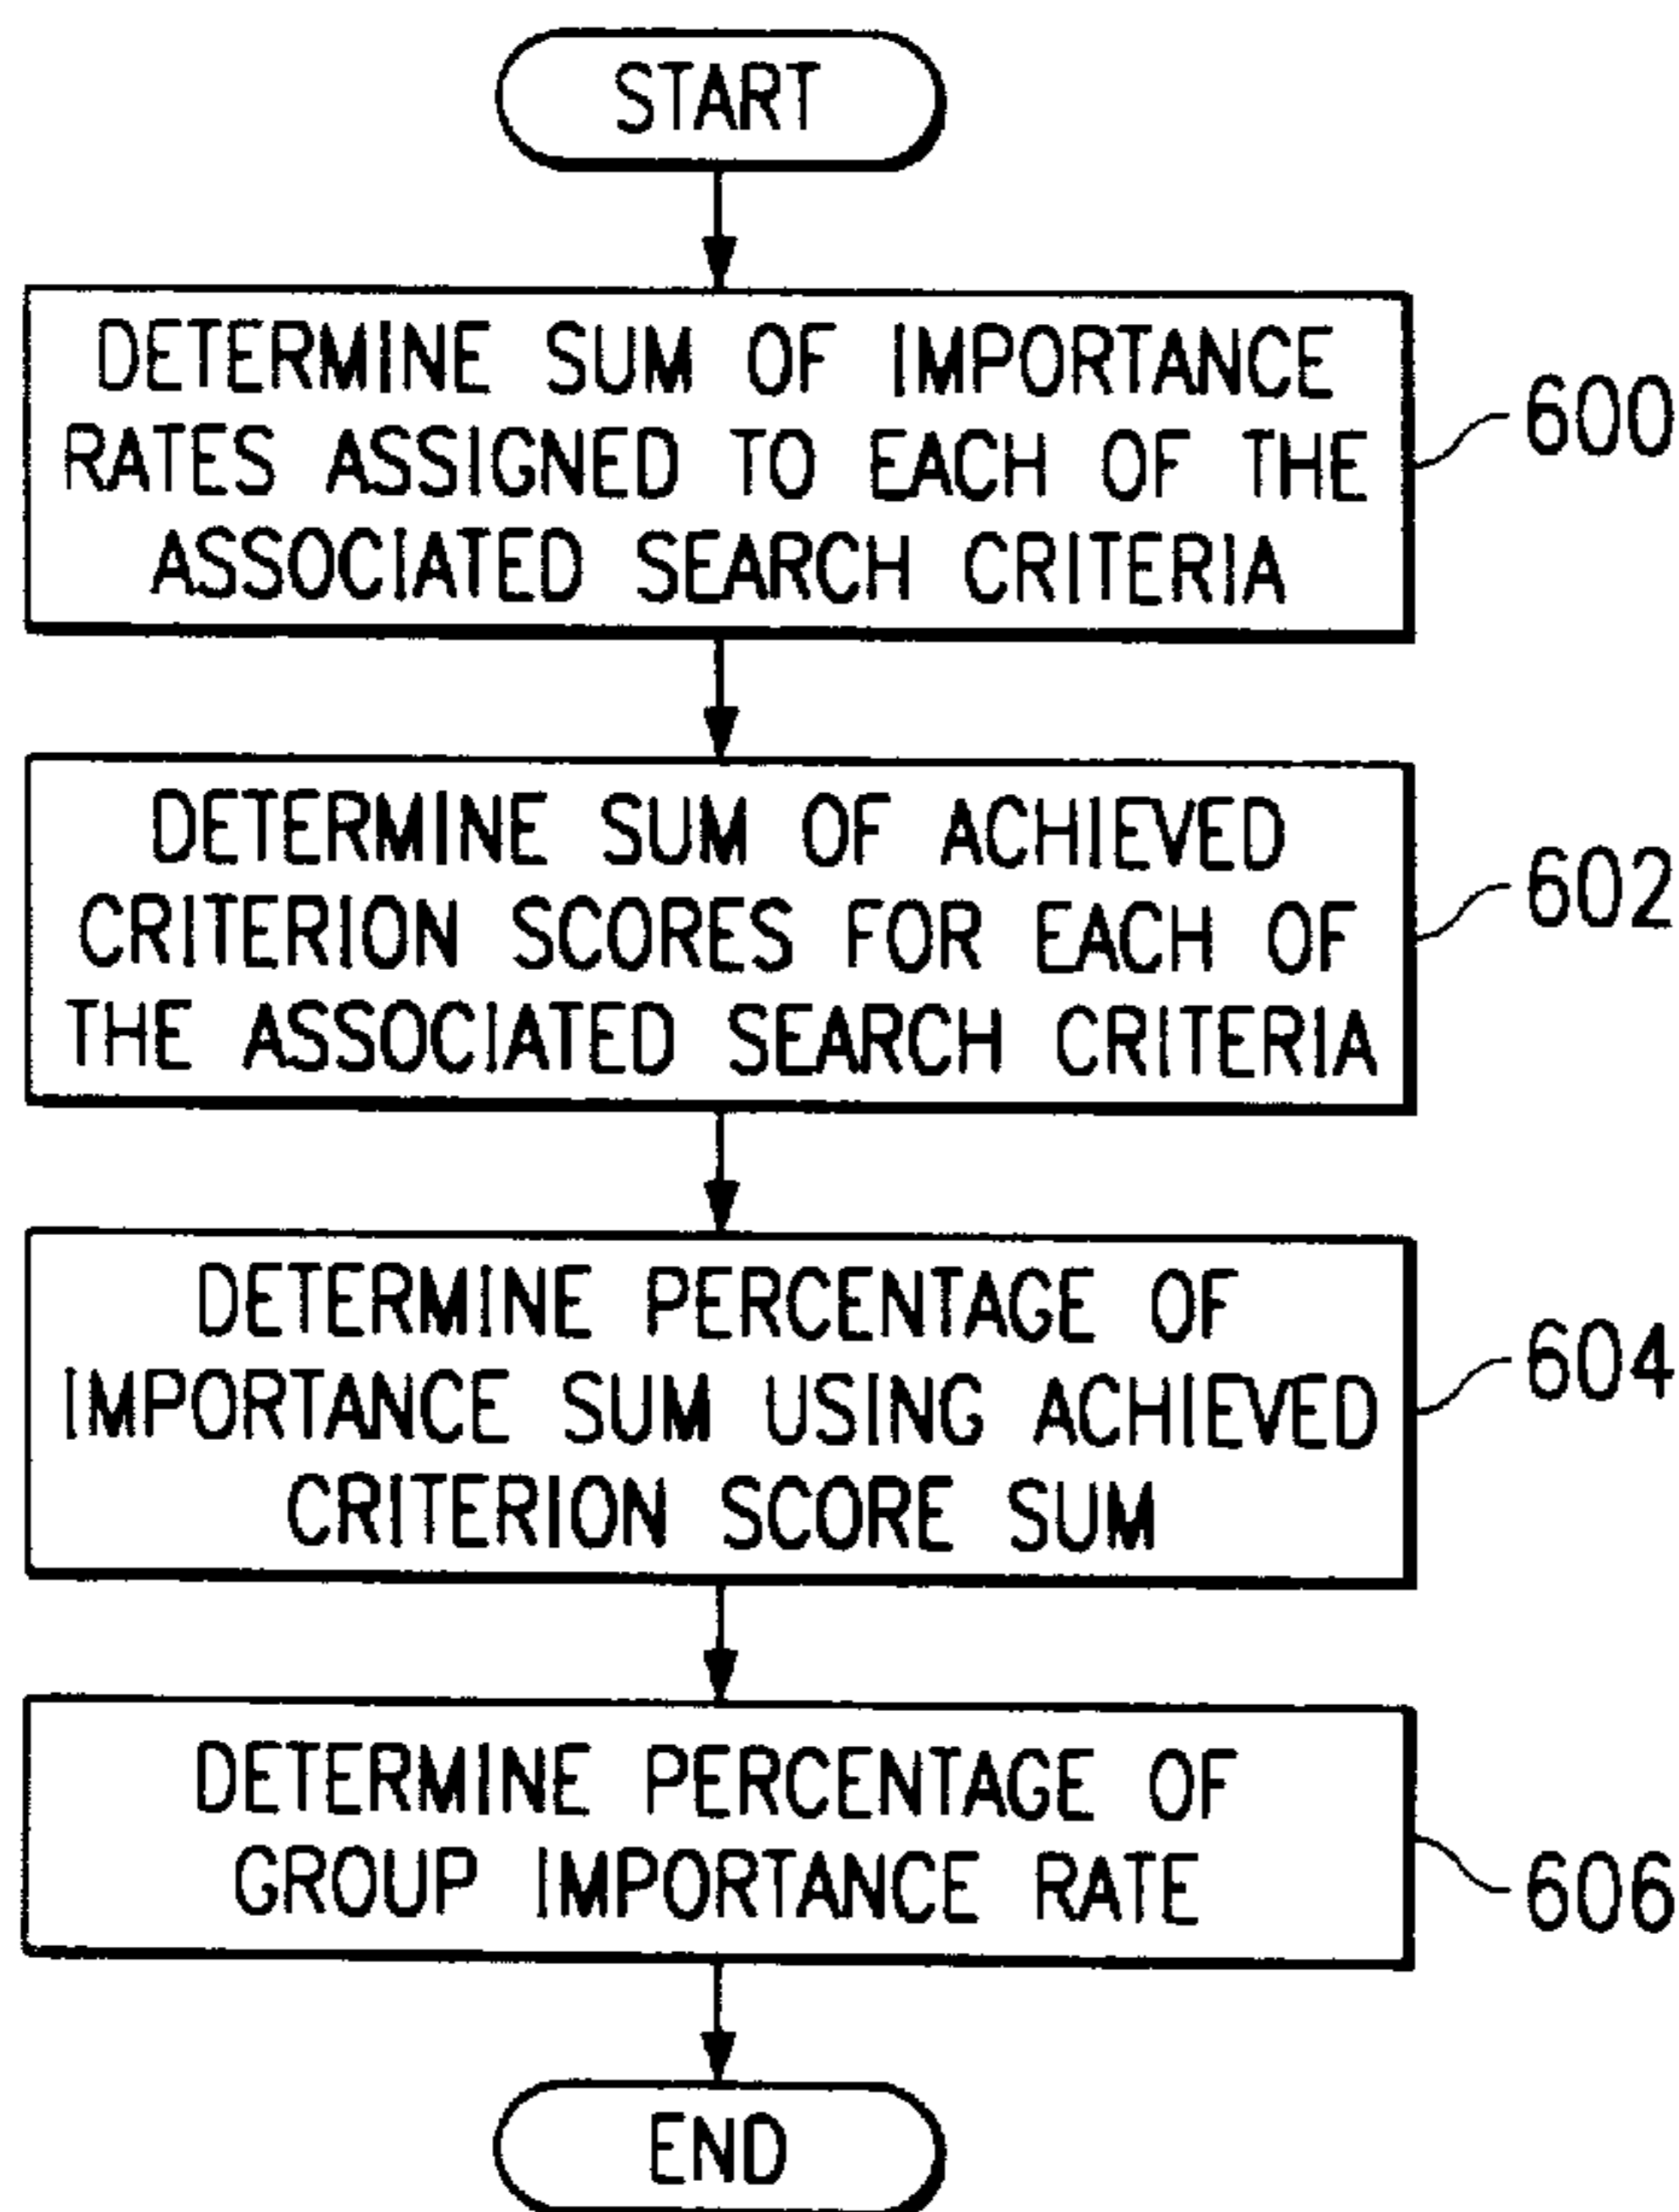 START
DETERMINE SUM OF IMPORTANCE
RATES ASSIGNED TO EACH OF THE
ASSOCIATED SEARCH CRITERIA
600
DETERMINE SUM OF ACHIEVED
CRITERION SCORES FOR EACH OF
THE ASSOCIATED SEARCH CRITERIA
602
DETERMINE PERCENTAGE OF
IMPORTANCE SUM USING ACHIEVED
CRITERION SCORE SUM
604
DETERMINE PERCENTAGE OF
GROUP IMPORTANCE RATE
606
END